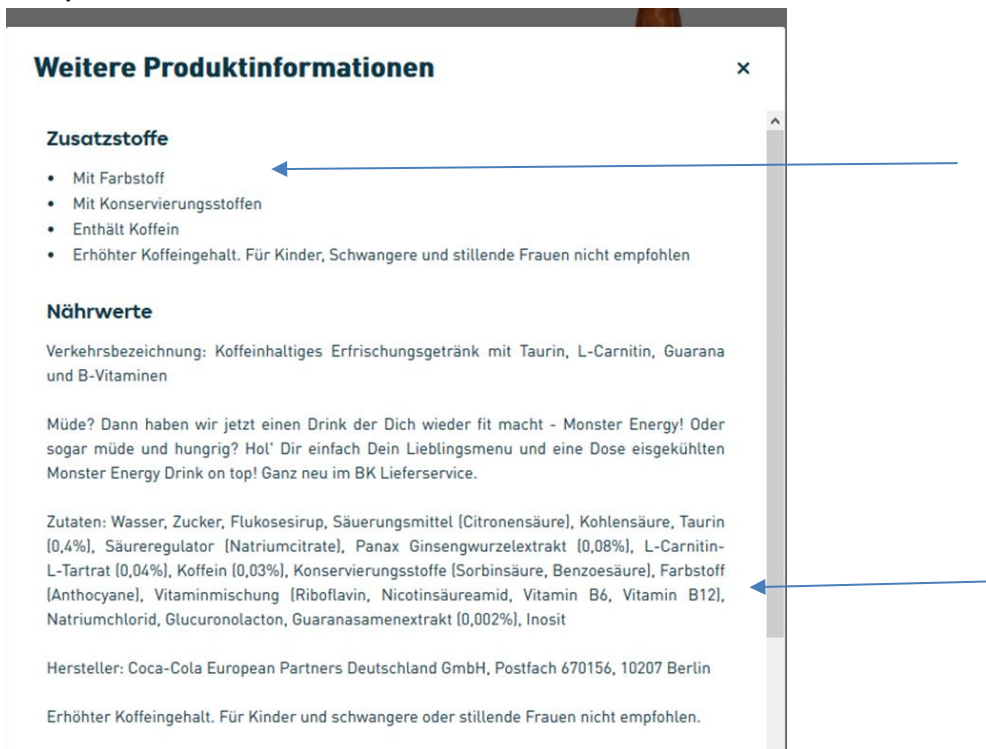 Weitere Produktinformationen ×
Zusatzstoffe
• Mit Farbstoff
• Mit Konservierungsstoffen
• Enthält Koffein
• Erhöhter Koffeingehalt. Für Kinder, Schwangere und stillende Frauen nicht empfohlen
Nährwerte
Verkehrsbezeichnung: Koffeinhaltiges Erfrischungsgetränk mit Taurin, L-Carnitin, Guarana
und B-Vitaminen
Müde? Dann haben wir jetzt einen Drink der Dich wieder fit macht - Monster Energy! Oder
sogar müde und hungrig? Hol' Dir einfach Dein Lieblingsmenu und eine Dose eisgekühlten
Monster Energy Drink on top! Ganz neu im BK Lieferservice.
Zutaten: Wasser, Zucker, Flukosesirup, Säuerungsmittel (Citronensäure), Kohlensäure, Taurin
(0,4%), Säureregulator (Natriumcitrate), Panax Ginsengwurzelextrakt (0,08%), L-Carnitin-
L-Tartrat (0,04%), Koffein (0,03%), Konservierungsstoffe (Sorbinsäure, Benzoesäure), Farbstoff
(Anthocyane), Vitaminmischung (Riboflavin, Nicotinsäureamid, Vitamin B6, Vitamin B12),
Natriumchlorid, Glucuronolacton, Guaranasamenextrakt (0,002%), Inosit
Hersteller: Coca-Cola European Partners Deutschland GmbH, Postfach 670156, 10207 Berlin
Erhöhter Koffeingehalt. Für Kinder und schwangere oder stillende Frauen nicht empfohlen.